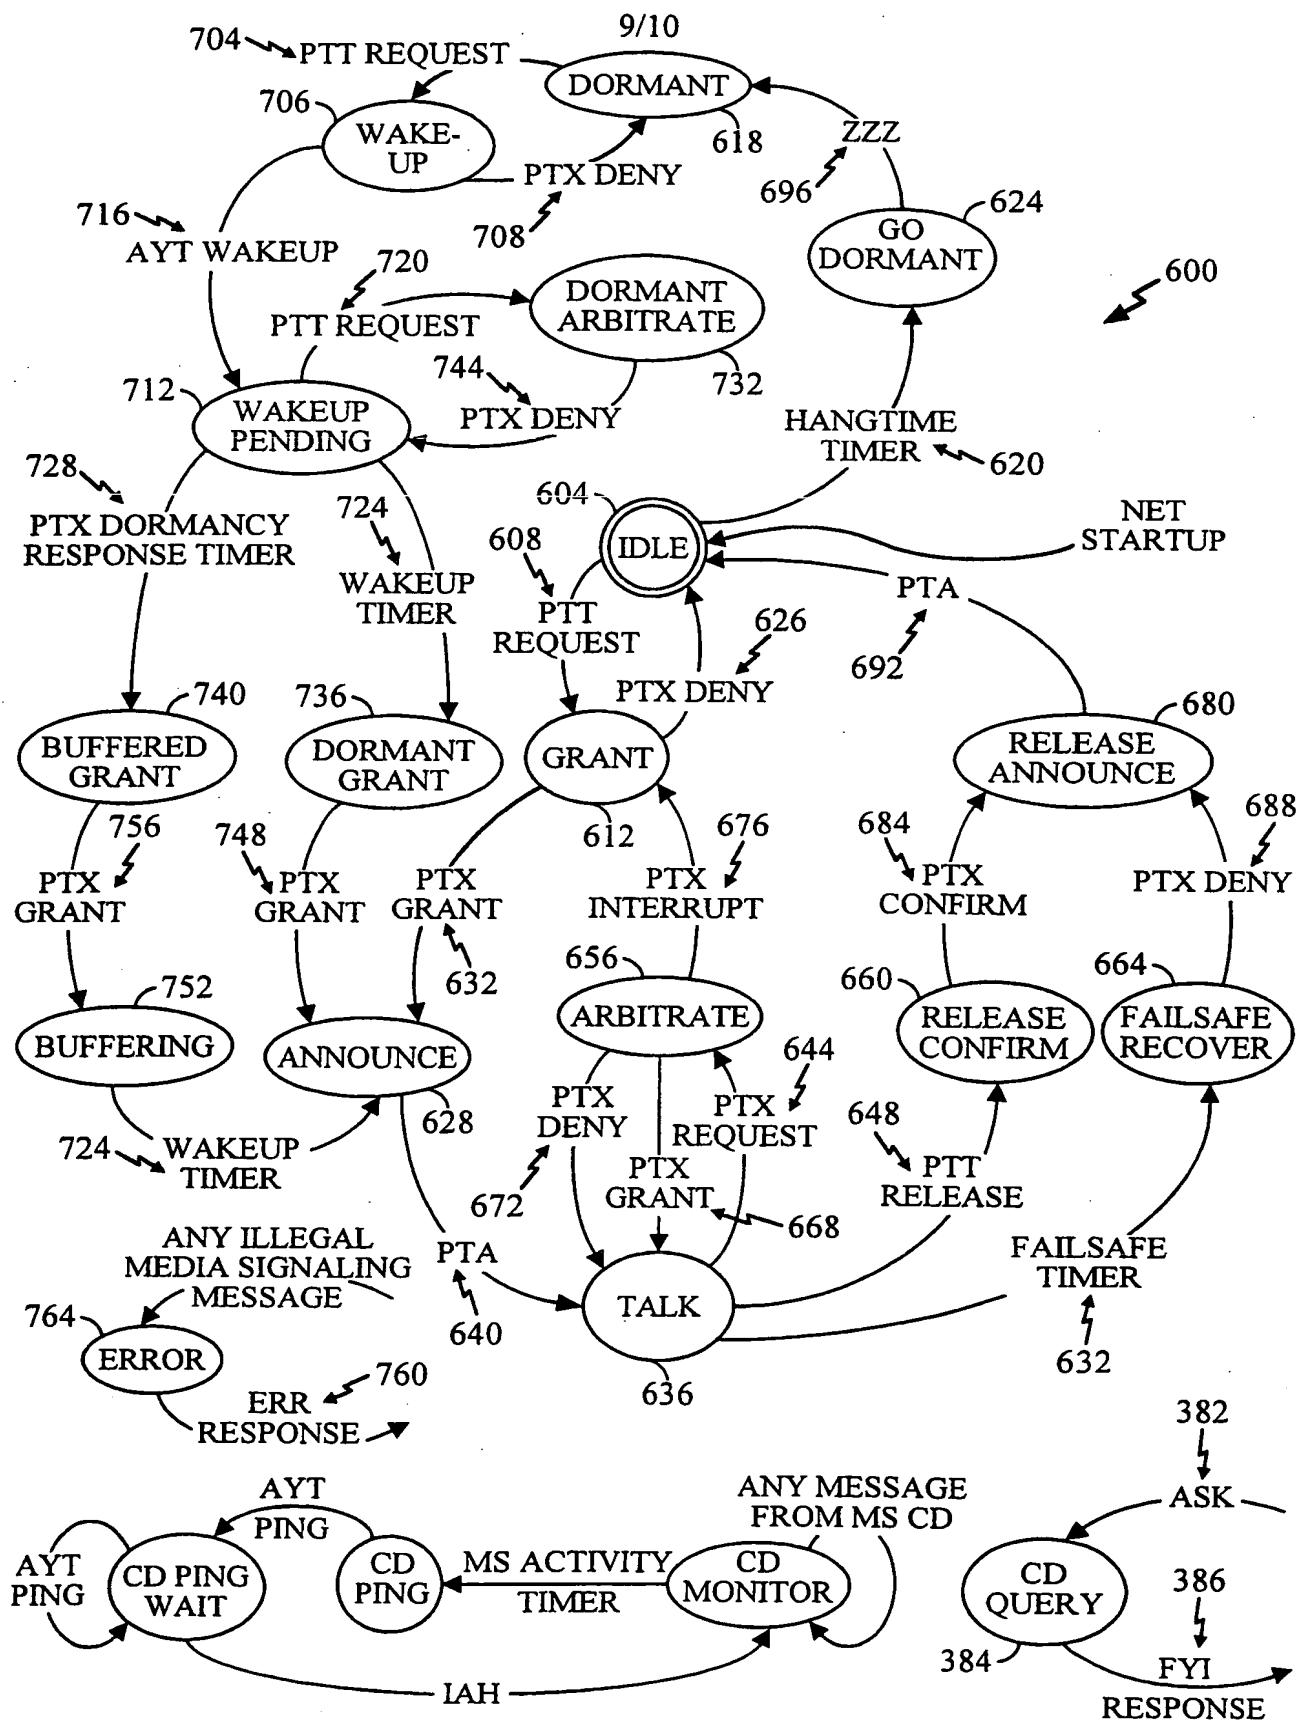 9/10
704
PTT REQUEST
DORMANT
706
WAKE-
UP
618
ZZZ
PTX DENY
696
708
716
AYT WAKEUP
624
GO
DORMANT
720
PTT REQUEST
DORMANT
ARBITRATE
600
744
732
712
WAKEUP
PENDING
PTX DENY
HANGTIME
TIMER
620
728
PTX DORMANCY
RESPONSE TIMER
724
WAKEUP
TIMER
604
IDLE
NET
STARTUP
608
PTT
REQUEST
626
PTX DENY
PTA
692
740
BUFFERED
GRANT
736
DORMANT
GRANT
GRANT
612
680
RELEASE
ANNOUNCE
756
PTX
GRANT
748
PTX
GRANT
PTX
GRANT
632
676
PTX
INTERRUPT
684
PTX
CONFIRM
688
PTX DENY
752
BUFFERING
ANNOUNCE
628
656
ARBITRATE
660
RELEASE
CONFIRM
664
FAILSAFE
RECOVER
644
PTX
DENY
PTX
REQUEST
672
PTX
GRANT
668
648
PTT
RELEASE
724
WAKEUP
TIMER
ANY ILLEGAL
MEDIA SIGNALING
MESSAGE
PTA
640
FAILSAFE
TIMER
632
TALK
636
764
ERROR
760
ERR
RESPONSE
382
ASK
AYT
PING
ANY MESSAGE
FROM MS CD
AYT
PING
CD PING
WAIT
CD
PING
MS ACTIVITY
TIMER
CD
MONITOR
CD
QUERY
386
384
IAH
FYI
RESPONSE